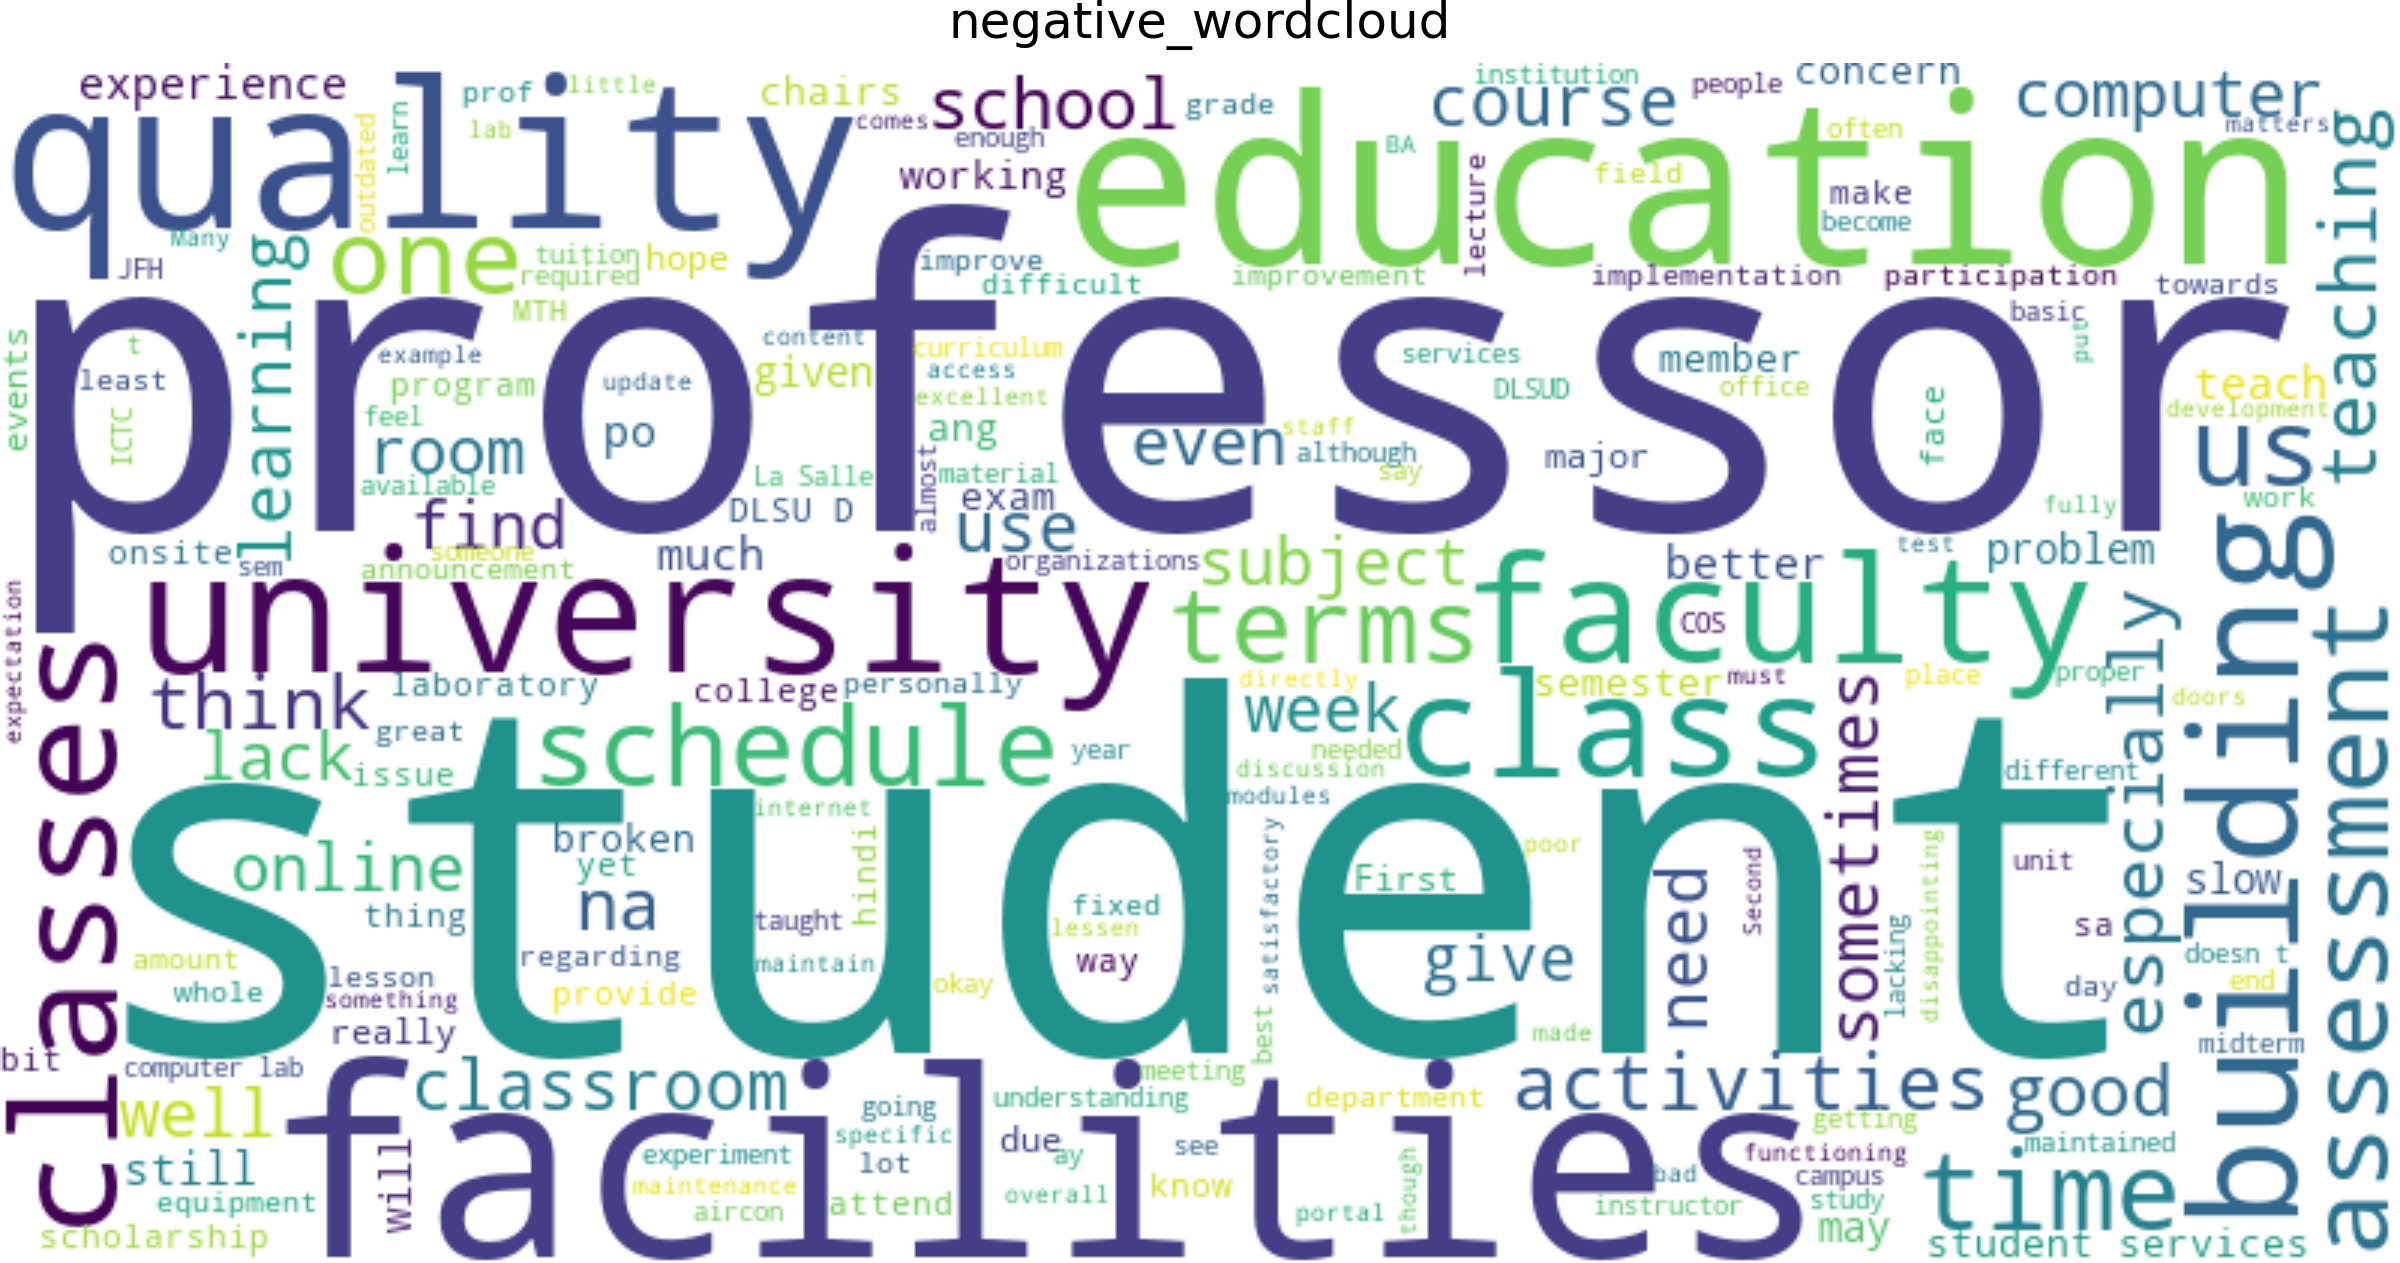 negative_wordcloud
experience
quality
outdated
learn
prof
lab
little
chairs
comes
school
enough
working
grade
course
institution
people
concern
computer
matters
often
BA
field
make
become
education
lecture
teaching
Many
JFH
learning
one
tuition
required
hope
MTH
improve
difficult
improvement
implementation
participation
towards
basic
put
professor
events
t
least
ICTC
example
program
feel
update
po
content
given
curriculum
access
excellent
ang
almost
material
exam
room
available
La Salle
DLSU D
find
use
even
staff
although
say
services
DLSUD
member
office
major
face
teach
development
us
work
fully
onsite
sem
someone
announcement
much
organizations
subject
better
test
problem
university
terms
faculty
COS
expectation
classes
think
laboratory
college
personally
directly
semester
must
place
proper
doors
especially
building
assessment
lack
great
issue
schedule
year
week
needed
discussion
modules
class
sometimes
different
student
internet
online
broken
yet
na
thing
taught
hindi
fixed
lessen
way
First
poor
satisfactory
best
need
Second
give
lacking
disappointing
unit
sa
day
slow
doesn t
end
midterm
amount
whole
lesson
something
really
regarding
provide
maintain
okay
made
bit
computer lab
well
classroom
meeting
understanding
department
activities
good
getting
facilities
still
equipment
scholarship
will
experiment
maintenance
aircon
going
specific
lot
attend
due
ay
overall
see
know
portal
though
functioning
bad
campus
instructor
study
may
maintained
time
student services